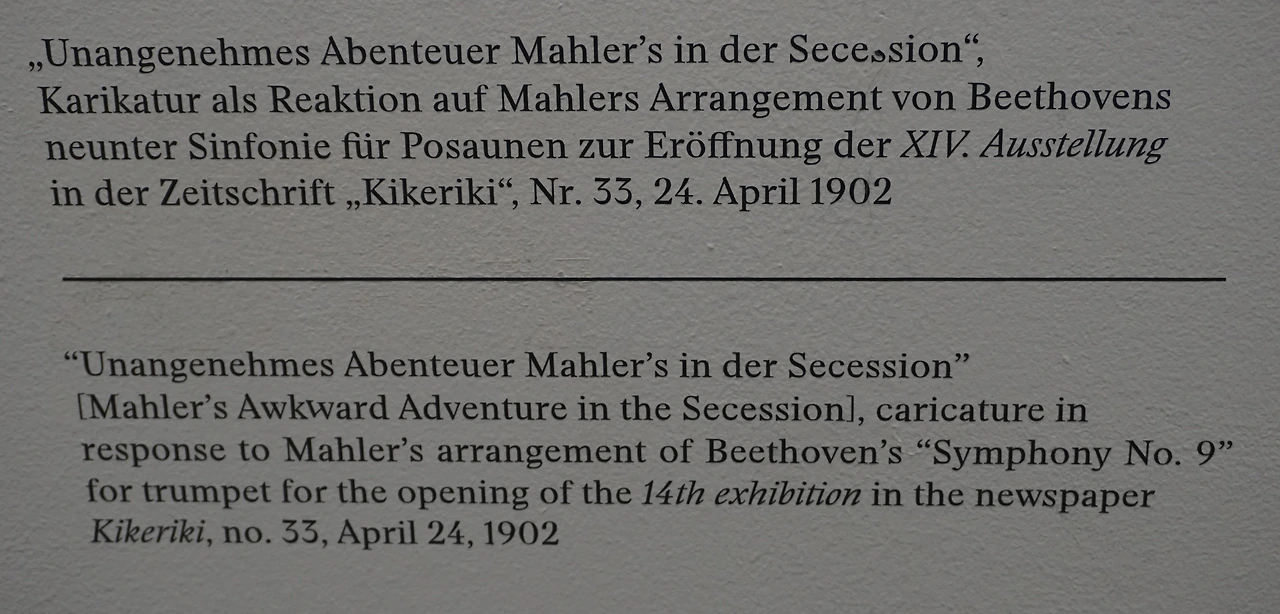 „Unangenehmes Abenteuer Mahler’s in der Secession“,
Karikatur als Reaktion auf Mahlers Arrangement von Beethovens
neunter Sinfonie für Posaunen zur Eröffnung der XIV. Ausstellung
in der Zeitschrift „Kikeriki“, Nr. 33, 24. April 1902
“Unangenehmes Abenteuer Mahler’s in der Secession”
[Mahler’s Awkward Adventure in the Secession], caricature in
response to Mahler’s arrangement of Beethoven’s “Symphony No. 9”
for trumpet for the opening of the 14th exhibition in the newspaper
Kikeriki, no. 33, April 24, 1902